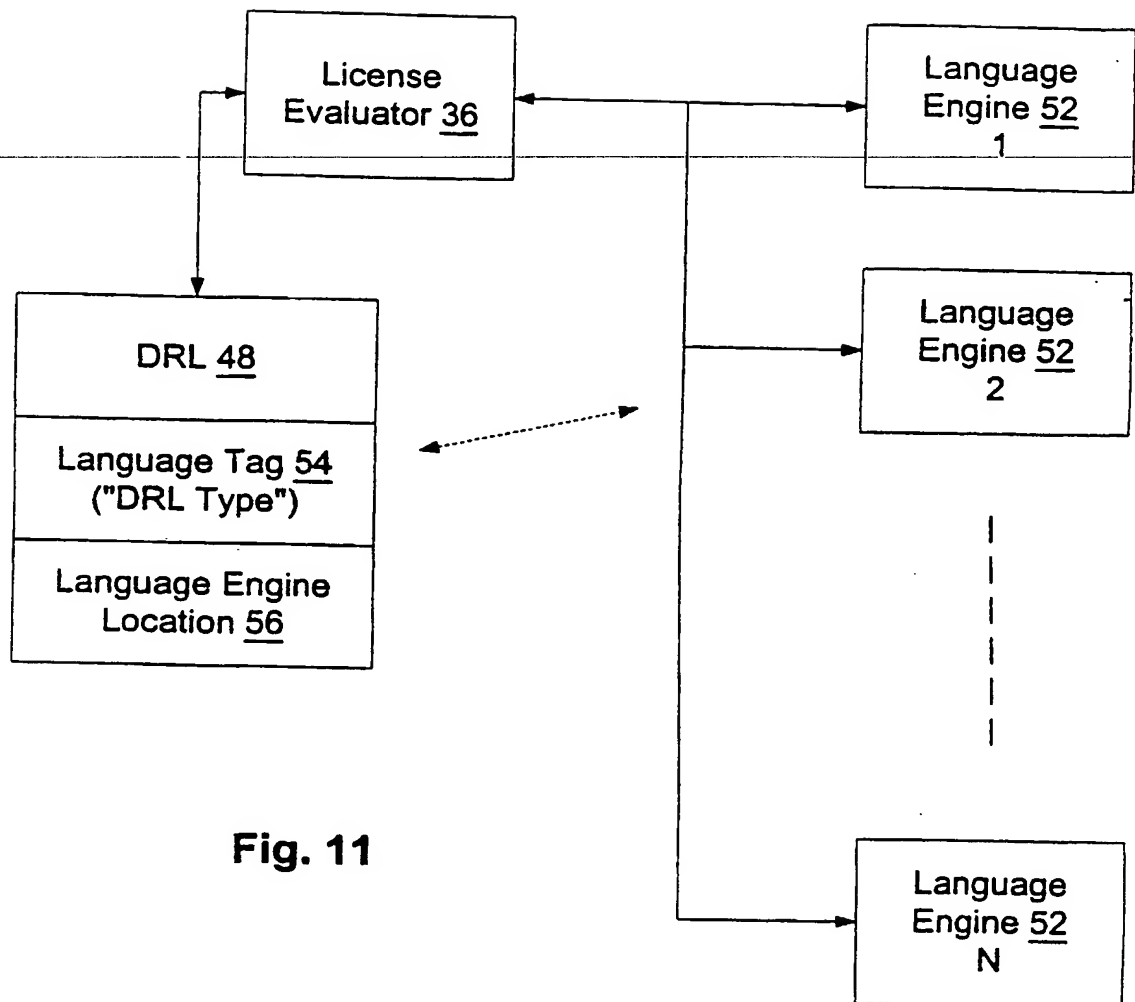 License
Evaluator 36
Language
Engine 52
1
DRL 48
Language Tag 54
("DRL Type")
Language Engine
Location 56
Language
Engine 52
2
Language
Engine 52
N
Fig. 11